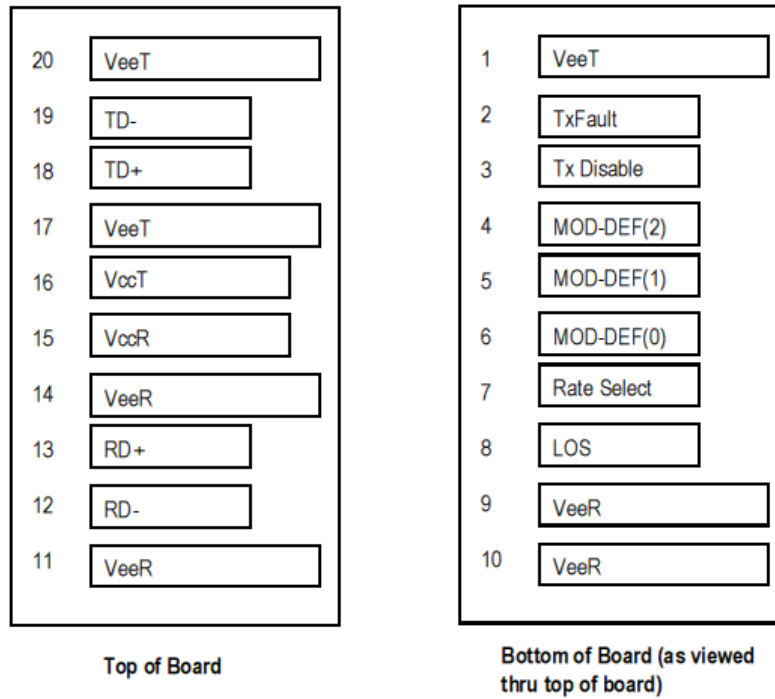 20 VeeT
19 TD-
18 TD+
17 VeeT
16 VccT
15 VccR
14 VeeR
13 RD+
12 RD-
11 VeeR
Top of Board
1 VeeT
2 TxFault
3 Tx Disable
4 MOD-DEF(2)
5 MOD-DEF(1)
6 MOD-DEF(0)
7 Rate Select
8 LOS
9 VeeR
10 VeeR
Bottom of Board (as viewed
thru top of board)